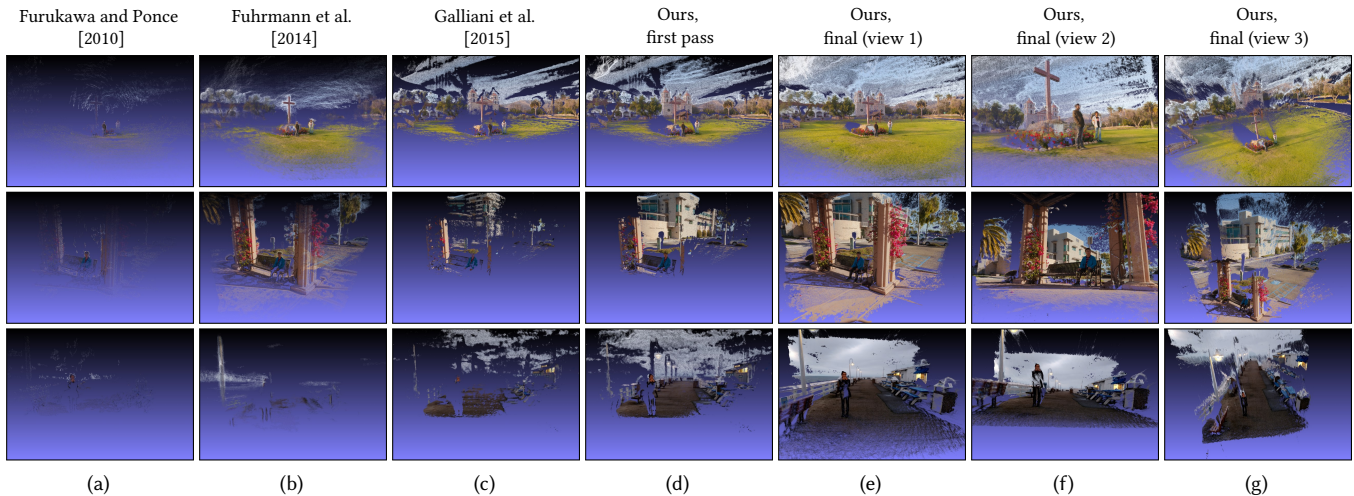 Furukawa and Ponce
[2010]
Fuhrmann et al.
[2014]
Galliani et al.
[2015]
Ours,
first pass
Ours,
final (view 1)
Ours,
final (view 2)
Ours,
final (view 3)
(a)
(b)
(c)
(d)
(e)
(f)
(g)